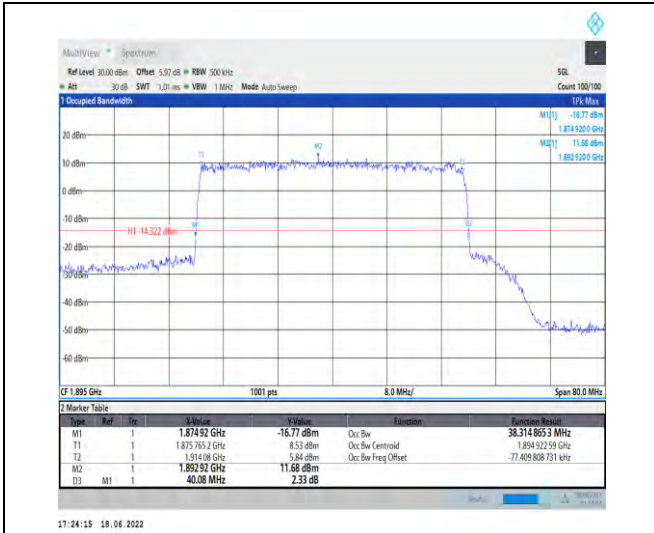 MultiView Spectrum
Ref Level 30.00 dBm Offset 5.97 dB RBW 500 kHz SGL
Att 30 dB SWT 1.01 ms VBW 1 MHz Mode Auto Sweep Count 100/100
1 Occupied Bandwidth 1Pk Max
M1[1] -16.77 dBm
1.874 920 0 GHz
M2[1] 11.68 dBm
1.892 920 0 GHz
20 dBm
M2
T1
10 dBm
0 dBm
-10 dBm
M1
H1 -14.322 dBm
-20 dBm
-30 dBm
-40 dBm
-50 dBm
-60 dBm
CF 1.895 GHz 1001 pts 8.0 MHz/ Span 80.0 MHz
2 Marker Table
Type Ref Trc X-Value Y-Value Function Function Result
M1 1 1.874 92 GHz -16.77 dBm Occ Bw 38.314 865 3 MHz
T1 1 1.875 765 2 GHz 8.53 dBm Occ Bw Centroid 1.894 922 59 GHz
T2 1 1.914 08 GHz 5.84 dBm Occ Bw Freq Offset -77.409 808 731 kHz
M2 1 1.892 92 GHz 11.68 dBm
D3 M1 1 40.08 MHz 2.33 dB
17:24:15 18.06.2022